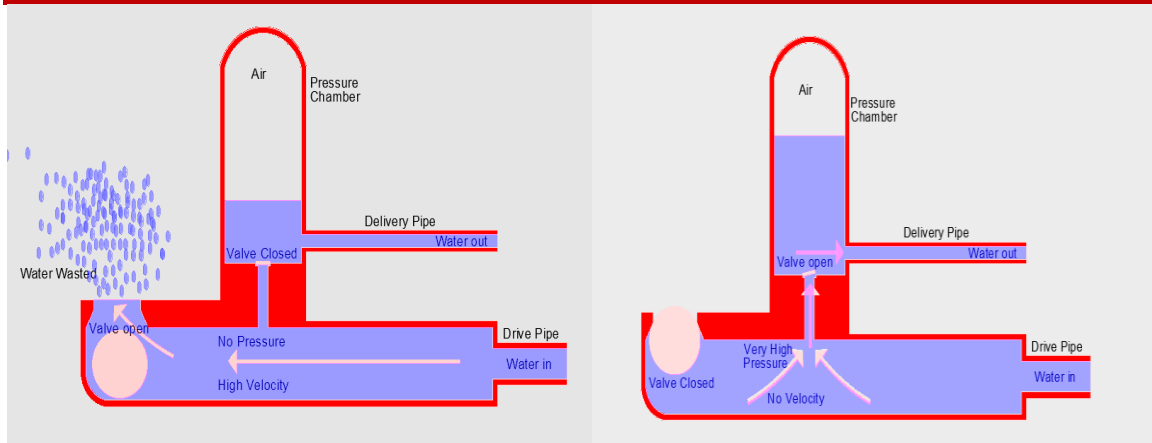 Air
Pressure
Chamber
Delivery Pipe
Water out
Valve Closed
Water Wasted
Valve open
No Pressure
High Velocity
Drive Pipe
Water in
Air
Pressure
Chamber
Delivery Pipe
Water out
Valve open
Very High
Pressure
Valve Closed
No Velocity
Drive Pipe
Water in